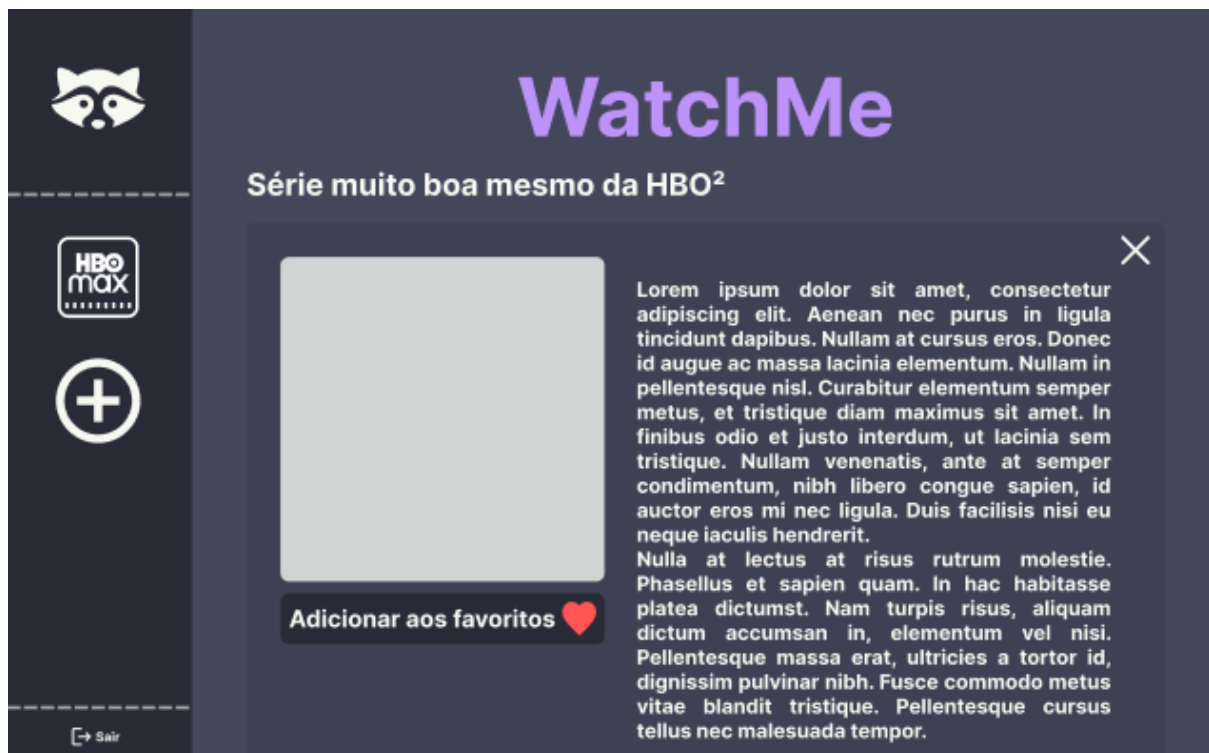 WatchMe
Série muito boa mesmo da HBO²
HBO
max
Lorem ipsum dolor sit amet, consectetur
adipiscing elit. Aenean nec purus in ligula
tincidunt dapibus. Nullam at cursus eros. Donec
id augue ac massa lacinia elementum. Nullam in
pellentesque nisl. Curabitur elementum semper
metus, et tristique diam maximus sit amet. In
finibus odio et justo interdum, ut lacinia sem
tristique. Nullam venenatis, ante at semper
condimentum, nibh libero congue sapien, id
auctor eros mi nec ligula. Duis facilisis nisi eu
neque iaculis hendrerit.
Nulla at lectus at risus rutrum molestie.
Phasellus et sapien quam. In hac habitasse
platea dictumst. Nam turpis risus, aliquam
dictum accumsan in, elementum vel nisi.
Pellentesque massa erat, ultricies a tortor id,
dignissim pulvinar nibh. Fusce commodo metus
vitae blandit tristique. Pellentesque cursus
tellus nec malesuada tempor.
Adicionar aos favoritos
Sair